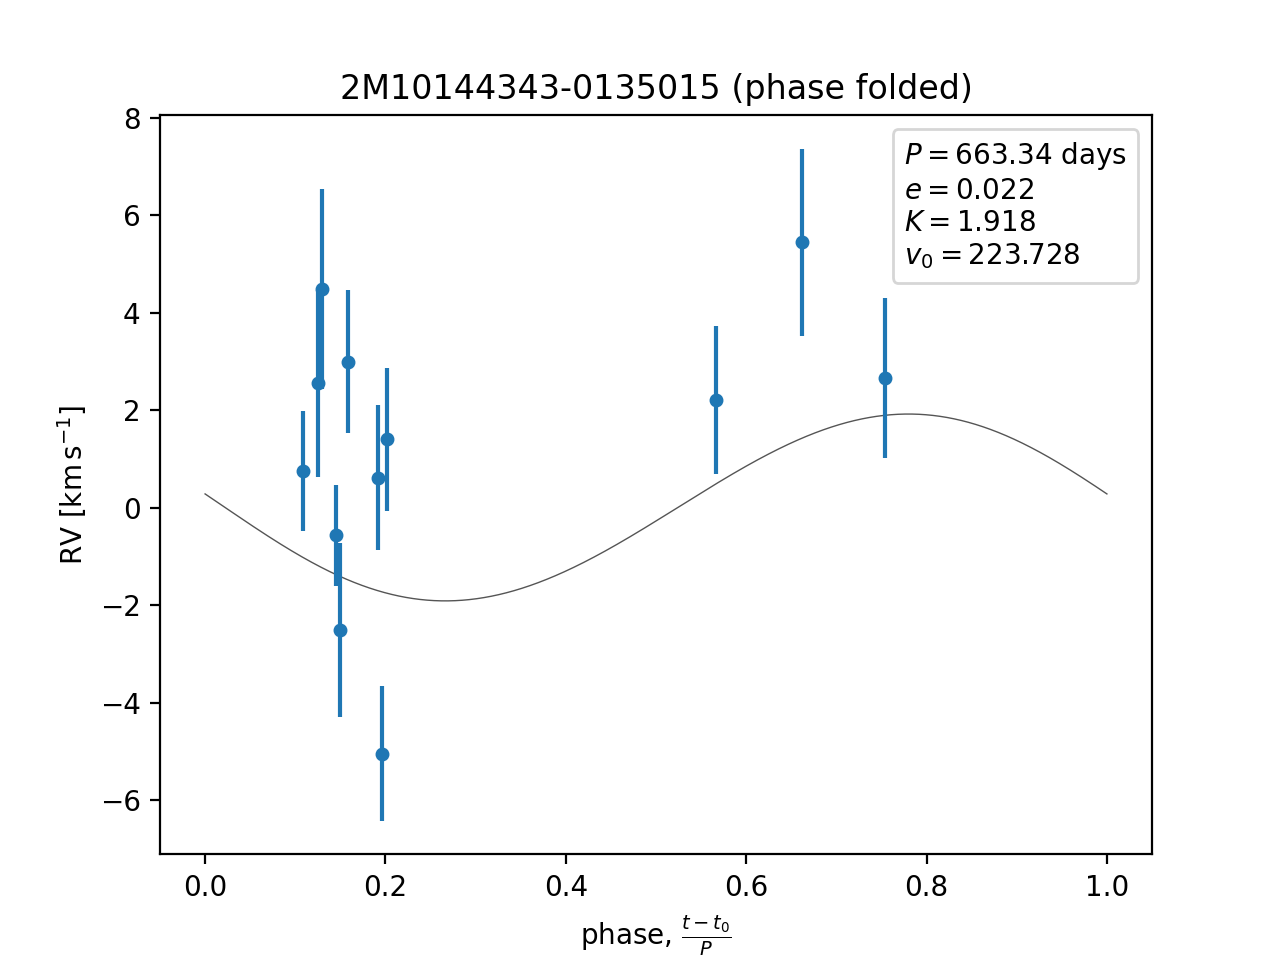 2M10144343-0135015 (phase folded)
P = 663.34 days
e = 0.022
K = 1.918
v₀ = 223.728
RV [km s⁻¹]
8
6
4
2
0
−2
−4
−6
0.0 0.2 0.4 0.6 0.8 1.0
phase, (t − t₀)/P